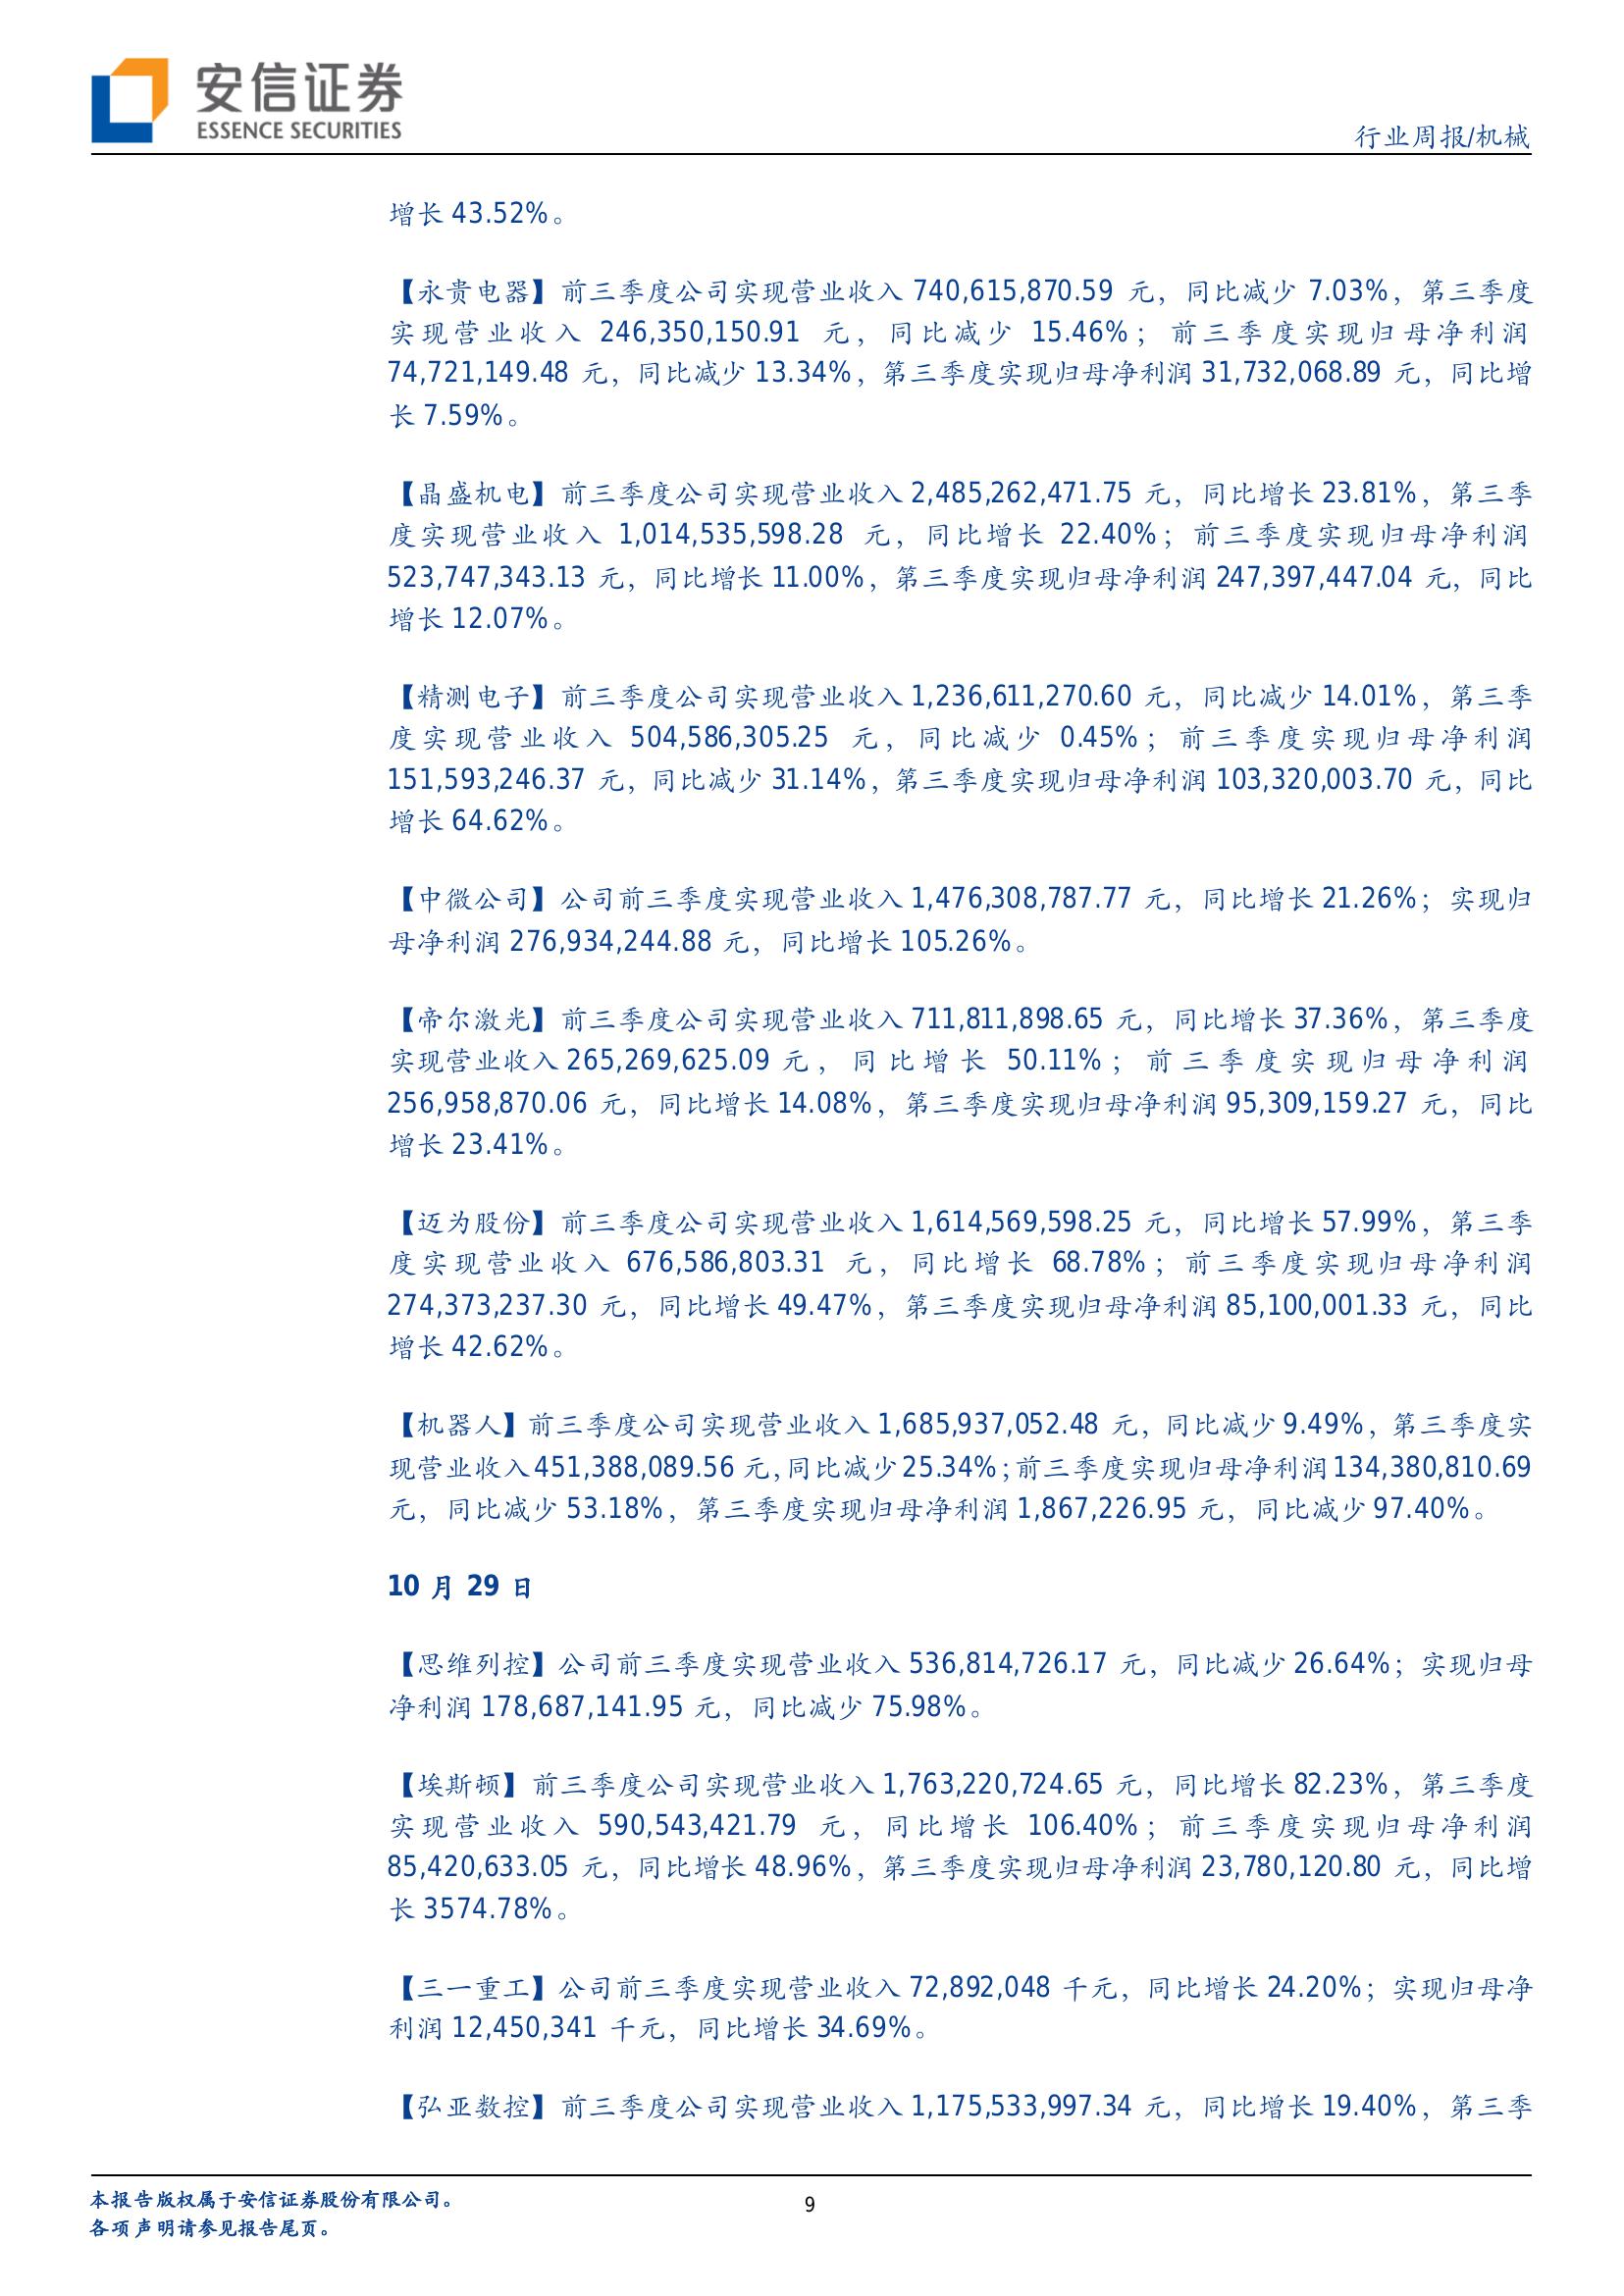 安信证券
ESSENCE SECURITIES
行业周报/机械
增长 43.52%。
【永贵电器】前三季度公司实现营业收入 740,615,870.59 元，同比减少 7.03%，第三季度
实现营业收入 246,350,150.91 元，同比减少 15.46%；前三季度实现归母净利润
74,721,149.48 元，同比减少 13.34%，第三季度实现归母净利润 31,732,068.89 元，同比增
长 7.59%。
【晶盛机电】前三季度公司实现营业收入 2,485,262,471.75 元，同比增长 23.81%，第三季
度实现营业收入 1,014,535,598.28 元，同比增长 22.40%；前三季度实现归母净利润
523,747,343.13 元，同比增长 11.00%，第三季度实现归母净利润 247,397,447.04 元，同比
增长 12.07%。
【精测电子】前三季度公司实现营业收入 1,236,611,270.60 元，同比减少 14.01%，第三季
度实现营业收入 504,586,305.25 元，同比减少 0.45%；前三季度实现归母净利润
151,593,246.37 元，同比减少 31.14%，第三季度实现归母净利润 103,320,003.70 元，同比
增长 64.62%。
【中微公司】公司前三季度实现营业收入 1,476,308,787.77 元，同比增长 21.26%；实现归
母净利润 276,934,244.88 元，同比增长 105.26%。
【帝尔激光】前三季度公司实现营业收入 711,811,898.65 元，同比增长 37.36%，第三季度
实现营业收入 265,269,625.09 元，同比增长 50.11%；前三季度实现归母净利润
256,958,870.06 元，同比增长 14.08%，第三季度实现归母净利润 95,309,159.27 元，同比
增长 23.41%。
【迈为股份】前三季度公司实现营业收入 1,614,569,598.25 元，同比增长 57.99%，第三季
度实现营业收入 676,586,803.31 元，同比增长 68.78%；前三季度实现归母净利润
274,373,237.30 元，同比增长 49.47%，第三季度实现归母净利润 85,100,001.33 元，同比
增长 42.62%。
【机器人】前三季度公司实现营业收入 1,685,937,052.48 元，同比减少 9.49%，第三季度实
现营业收入 451,388,089.56 元，同比减少 25.34%；前三季度实现归母净利润 134,380,810.69
元，同比减少 53.18%，第三季度实现归母净利润 1,867,226.95 元，同比减少 97.40%。
10 月 29 日
【思维列控】公司前三季度实现营业收入 536,814,726.17 元，同比减少 26.64%；实现归母
净利润 178,687,141.95 元，同比减少 75.98%。
【埃斯顿】前三季度公司实现营业收入 1,763,220,724.65 元，同比增长 82.23%，第三季度
实现营业收入 590,543,421.79 元，同比增长 106.40%；前三季度实现归母净利润
85,420,633.05 元，同比增长 48.96%，第三季度实现归母净利润 23,780,120.80 元，同比增
长 3574.78%。
【三一重工】公司前三季度实现营业收入 72,892,048 千元，同比增长 24.20%；实现归母净
利润 12,450,341 千元，同比增长 34.69%。
【弘亚数控】前三季度公司实现营业收入 1,175,533,997.34 元，同比增长 19.40%，第三季
本报告版权属于安信证券股份有限公司。
各项声明请参见报告尾页。
9